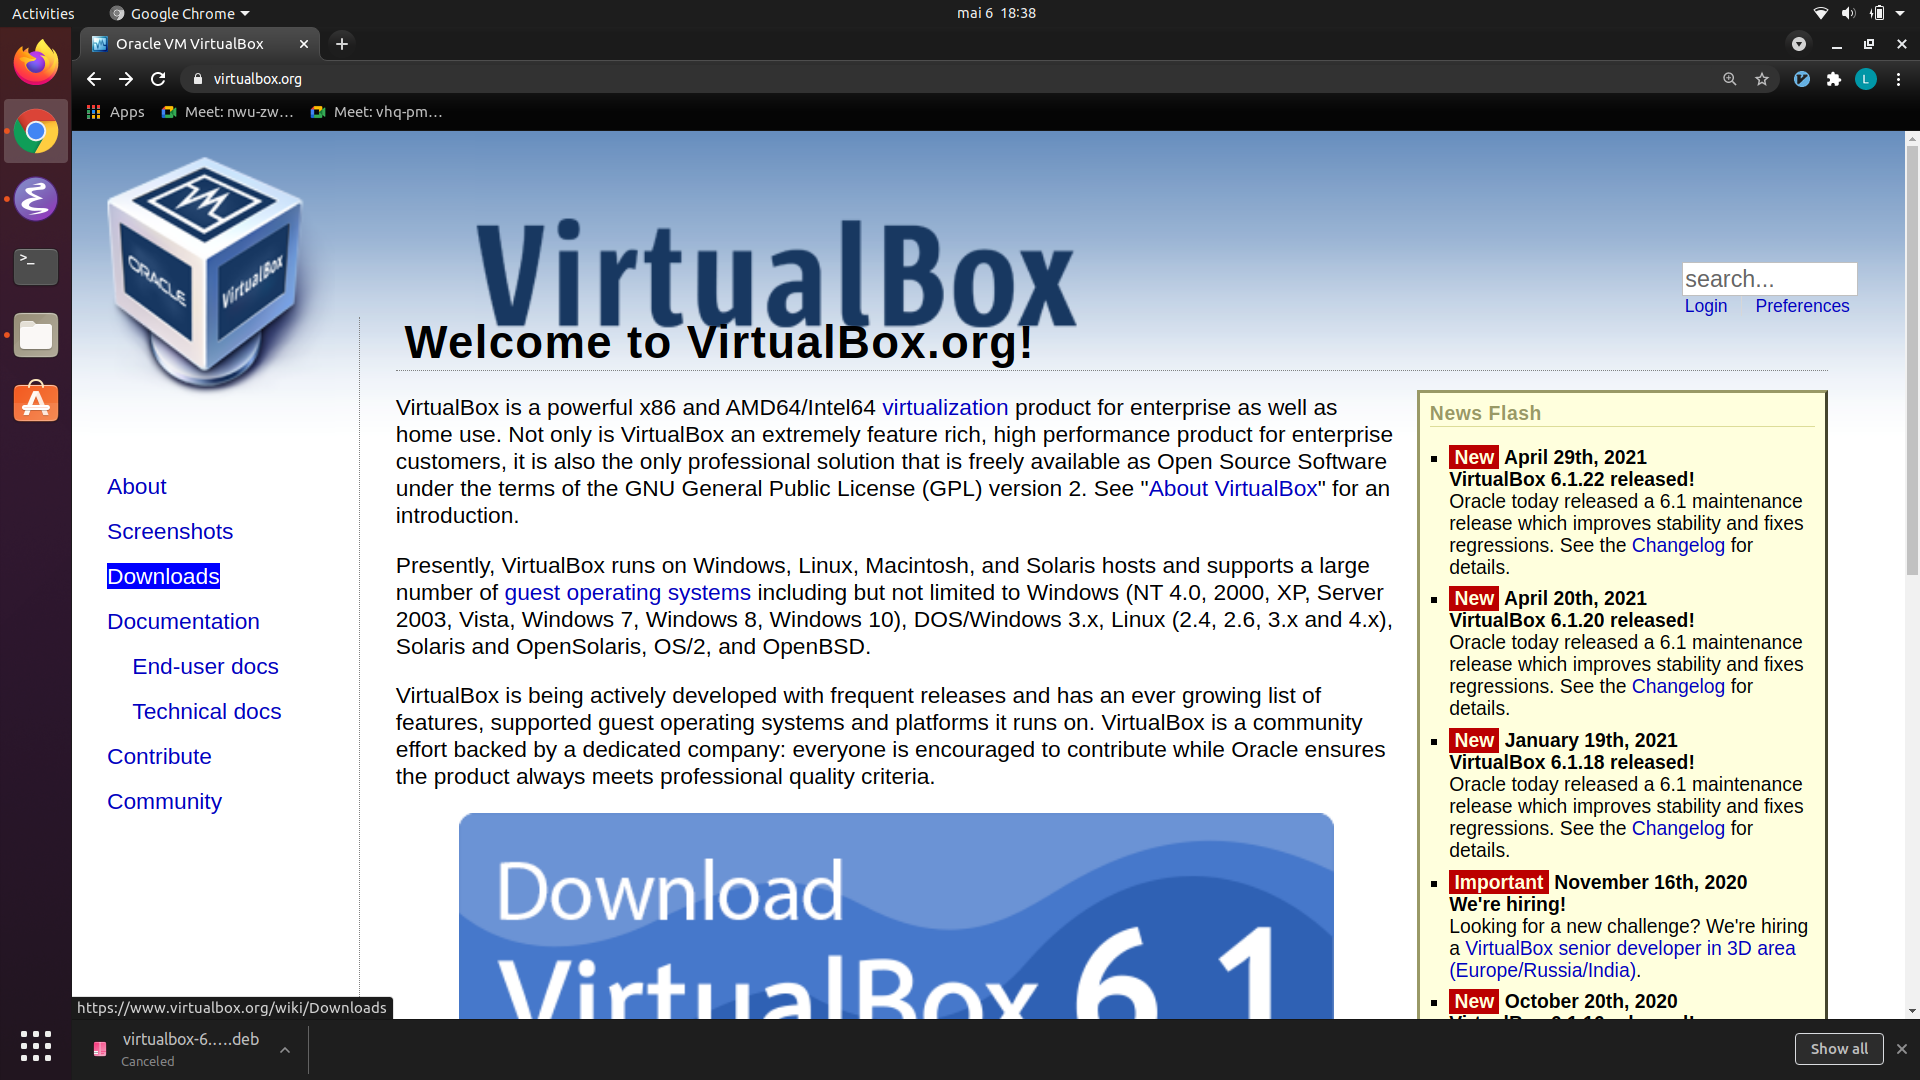 Activities Google Chrome mai 6 18:38
Oracle VM VirtualBox
virtualbox.org L
Apps Meet: nwu-zw… Meet: vhq-pm…
ORACLE VirtualBox
VirtualBox
search...
Login Preferences
Welcome to VirtualBox.org!
About
Screenshots
Downloads
Documentation
End-user docs
Technical docs
Contribute
Community
VirtualBox is a powerful x86 and AMD64/Intel64 virtualization product for enterprise as well as
home use. Not only is VirtualBox an extremely feature rich, high performance product for enterprise
customers, it is also the only professional solution that is freely available as Open Source Software
under the terms of the GNU General Public License (GPL) version 2. See "About VirtualBox" for an
introduction.
Presently, VirtualBox runs on Windows, Linux, Macintosh, and Solaris hosts and supports a large
number of guest operating systems including but not limited to Windows (NT 4.0, 2000, XP, Server
2003, Vista, Windows 7, Windows 8, Windows 10), DOS/Windows 3.x, Linux (2.4, 2.6, 3.x and 4.x),
Solaris and OpenSolaris, OS/2, and OpenBSD.
VirtualBox is being actively developed with frequent releases and has an ever growing list of
features, supported guest operating systems and platforms it runs on. VirtualBox is a community
effort backed by a dedicated company: everyone is encouraged to contribute while Oracle ensures
the product always meets professional quality criteria.
Download
VirtualBox 6.1
News Flash
New April 29th, 2021
VirtualBox 6.1.22 released!
Oracle today released a 6.1 maintenance
release which improves stability and fixes
regressions. See the Changelog for
details.
New April 20th, 2021
VirtualBox 6.1.20 released!
Oracle today released a 6.1 maintenance
release which improves stability and fixes
regressions. See the Changelog for
details.
New January 19th, 2021
VirtualBox 6.1.18 released!
Oracle today released a 6.1 maintenance
release which improves stability and fixes
regressions. See the Changelog for
details.
Important November 16th, 2020
We're hiring!
Looking for a new challenge? We're hiring
a VirtualBox senior developer in 3D area
(Europe/Russia/India).
New October 20th, 2020
https://www.virtualbox.org/wiki/Downloads
virtualbox-6.….deb
Canceled
Show all